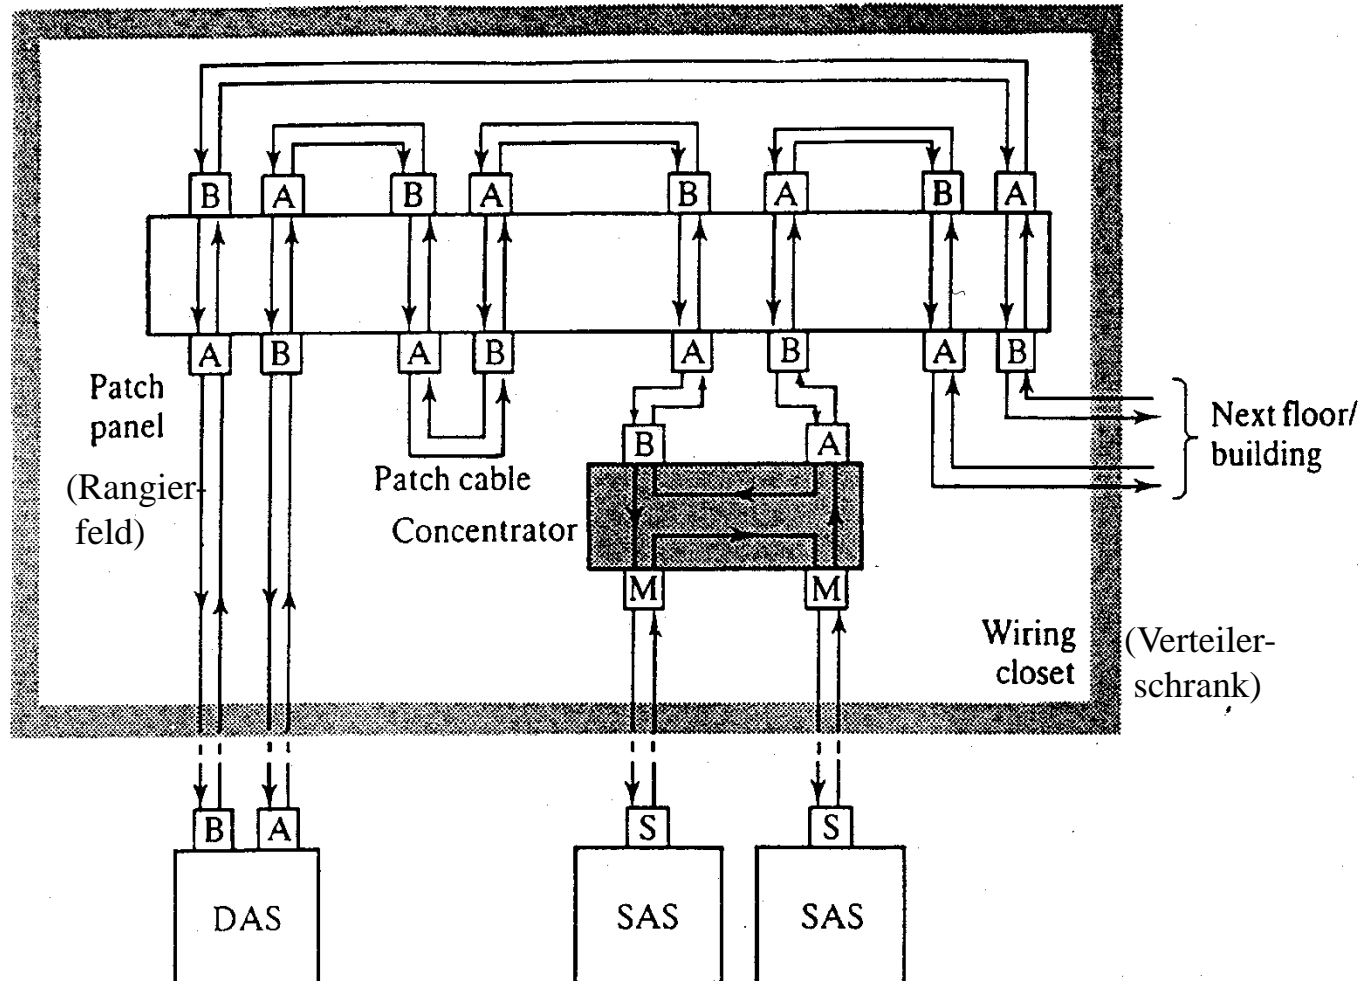 B A B A B A B A
A B A B A B A B
Patch
panel
(Rangier-
feld)
Patch cable
Next floor/
building
B A
Concentrator
M M
Wiring
closet
(Verteiler-
schrank)
B A S S
DAS SAS SAS